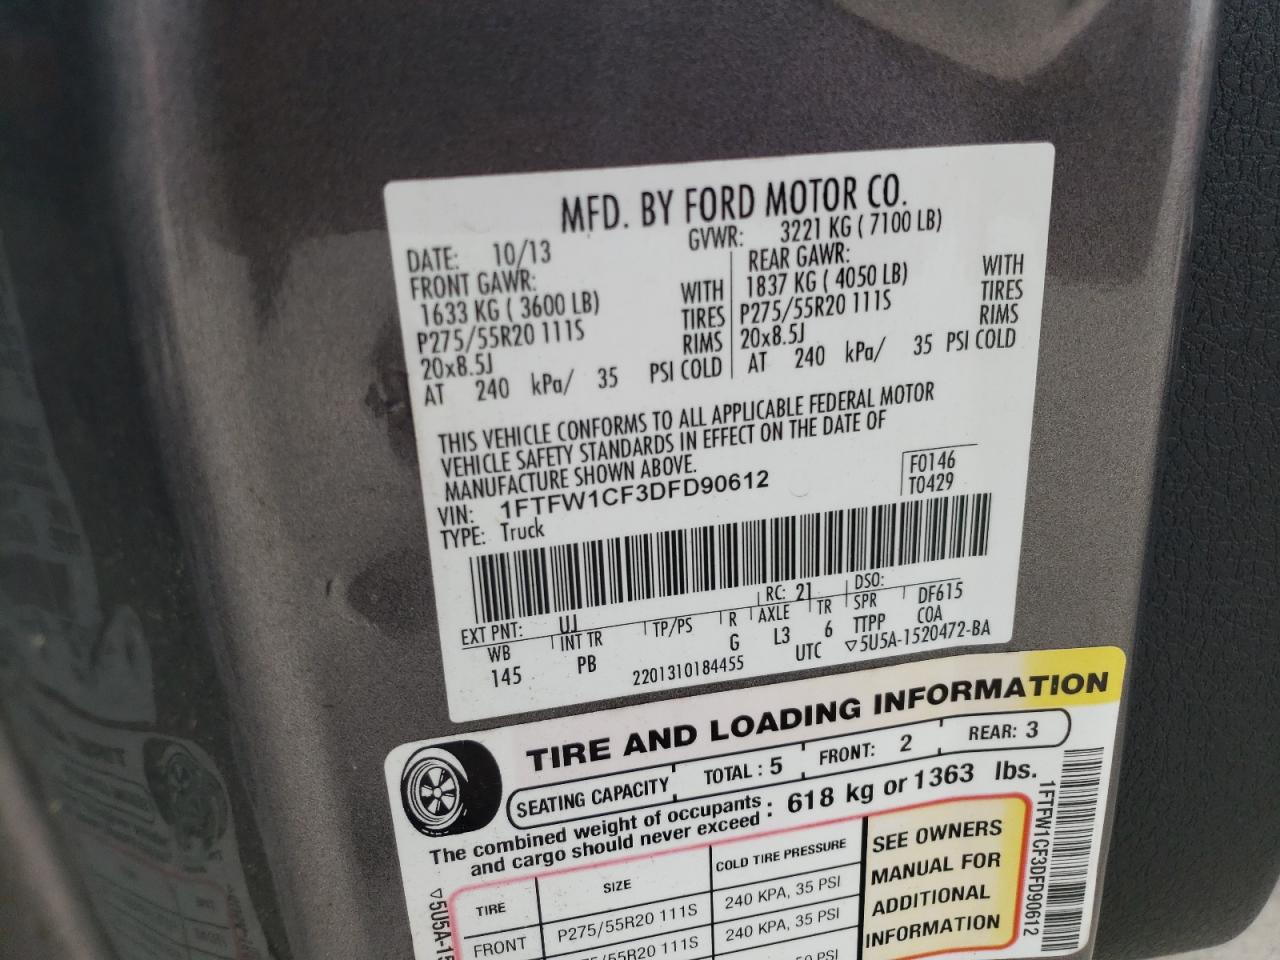 MFD. BY FORD MOTOR CO.
DATE: 10/13 GVWR: 3221 KG ( 7100 LB)
FRONT GAWR: REAR GAWR:
1633 KG ( 3600 LB) WITH 1837 KG ( 4050 LB) WITH
P275/55R20 111S TIRES P275/55R20 111S TIRES
20x8.5J RIMS 20x8.5J RIMS
AT 240 kPa/ 35 PSI COLD AT 240 kPa/ 35 PSI COLD
THIS VEHICLE CONFORMS TO ALL APPLICABLE FEDERAL MOTOR
VEHICLE SAFETY STANDARDS IN EFFECT ON THE DATE OF
MANUFACTURE SHOWN ABOVE.
VIN: 1FTFW1CF3DFD90612 F0146
TYPE: Truck T0429
EXT PNT: UJ RC: 21 DSO:
WB INT TR TP/PS R AXLE TR SPR DF615
145 PB G L3 6 TTPP COA
2201310184455 UTC ▽5U5A-1520472-BA
TIRE AND LOADING INFORMATION
SEATING CAPACITY TOTAL : 5 FRONT: 2 REAR: 3
The combined weight of occupants : 618 kg or 1363 lbs.
and cargo should never exceed
TIRE SIZE COLD TIRE PRESSURE
FRONT P275/55R20 111S 240 KPA, 35 PSI
/55R20 111S 240 KPA, 35 PSI
PSI
SEE OWNERS
MANUAL FOR
ADDITIONAL
INFORMATION
1FTFW1CF3DFD90612
▽5U5A-15